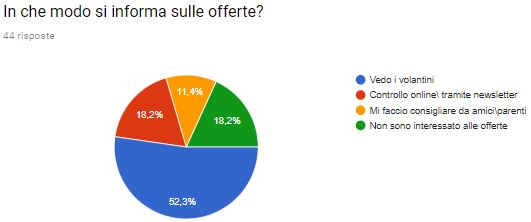 In che modo si informa sulle offerte?
44 risposte
11,4%
18,2%
18,2%
52,3%
Vedo i volantini
Controllo online\ tramite newsletter
Mi faccio consigliare da amici\parenti
Non sono interessato alle offerte